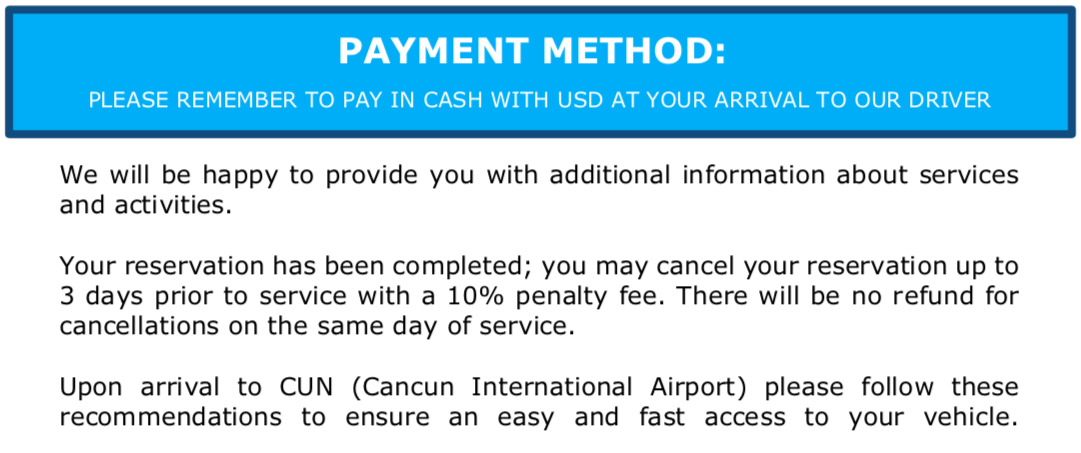 PAYMENT METHOD:
PLEASE REMEMBER TO PAY IN CASH WITH USD AT YOUR ARRIVAL TO OUR DRIVER
We will be happy to provide you with additional information about services
and activities.
Your reservation has been completed; you may cancel your reservation up to
3 days prior to service with a 10% penalty fee. There will be no refund for
cancellations on the same day of service.
Upon arrival to CUN (Cancun International Airport) please follow these
recommendations to ensure an easy and fast access to your vehicle.